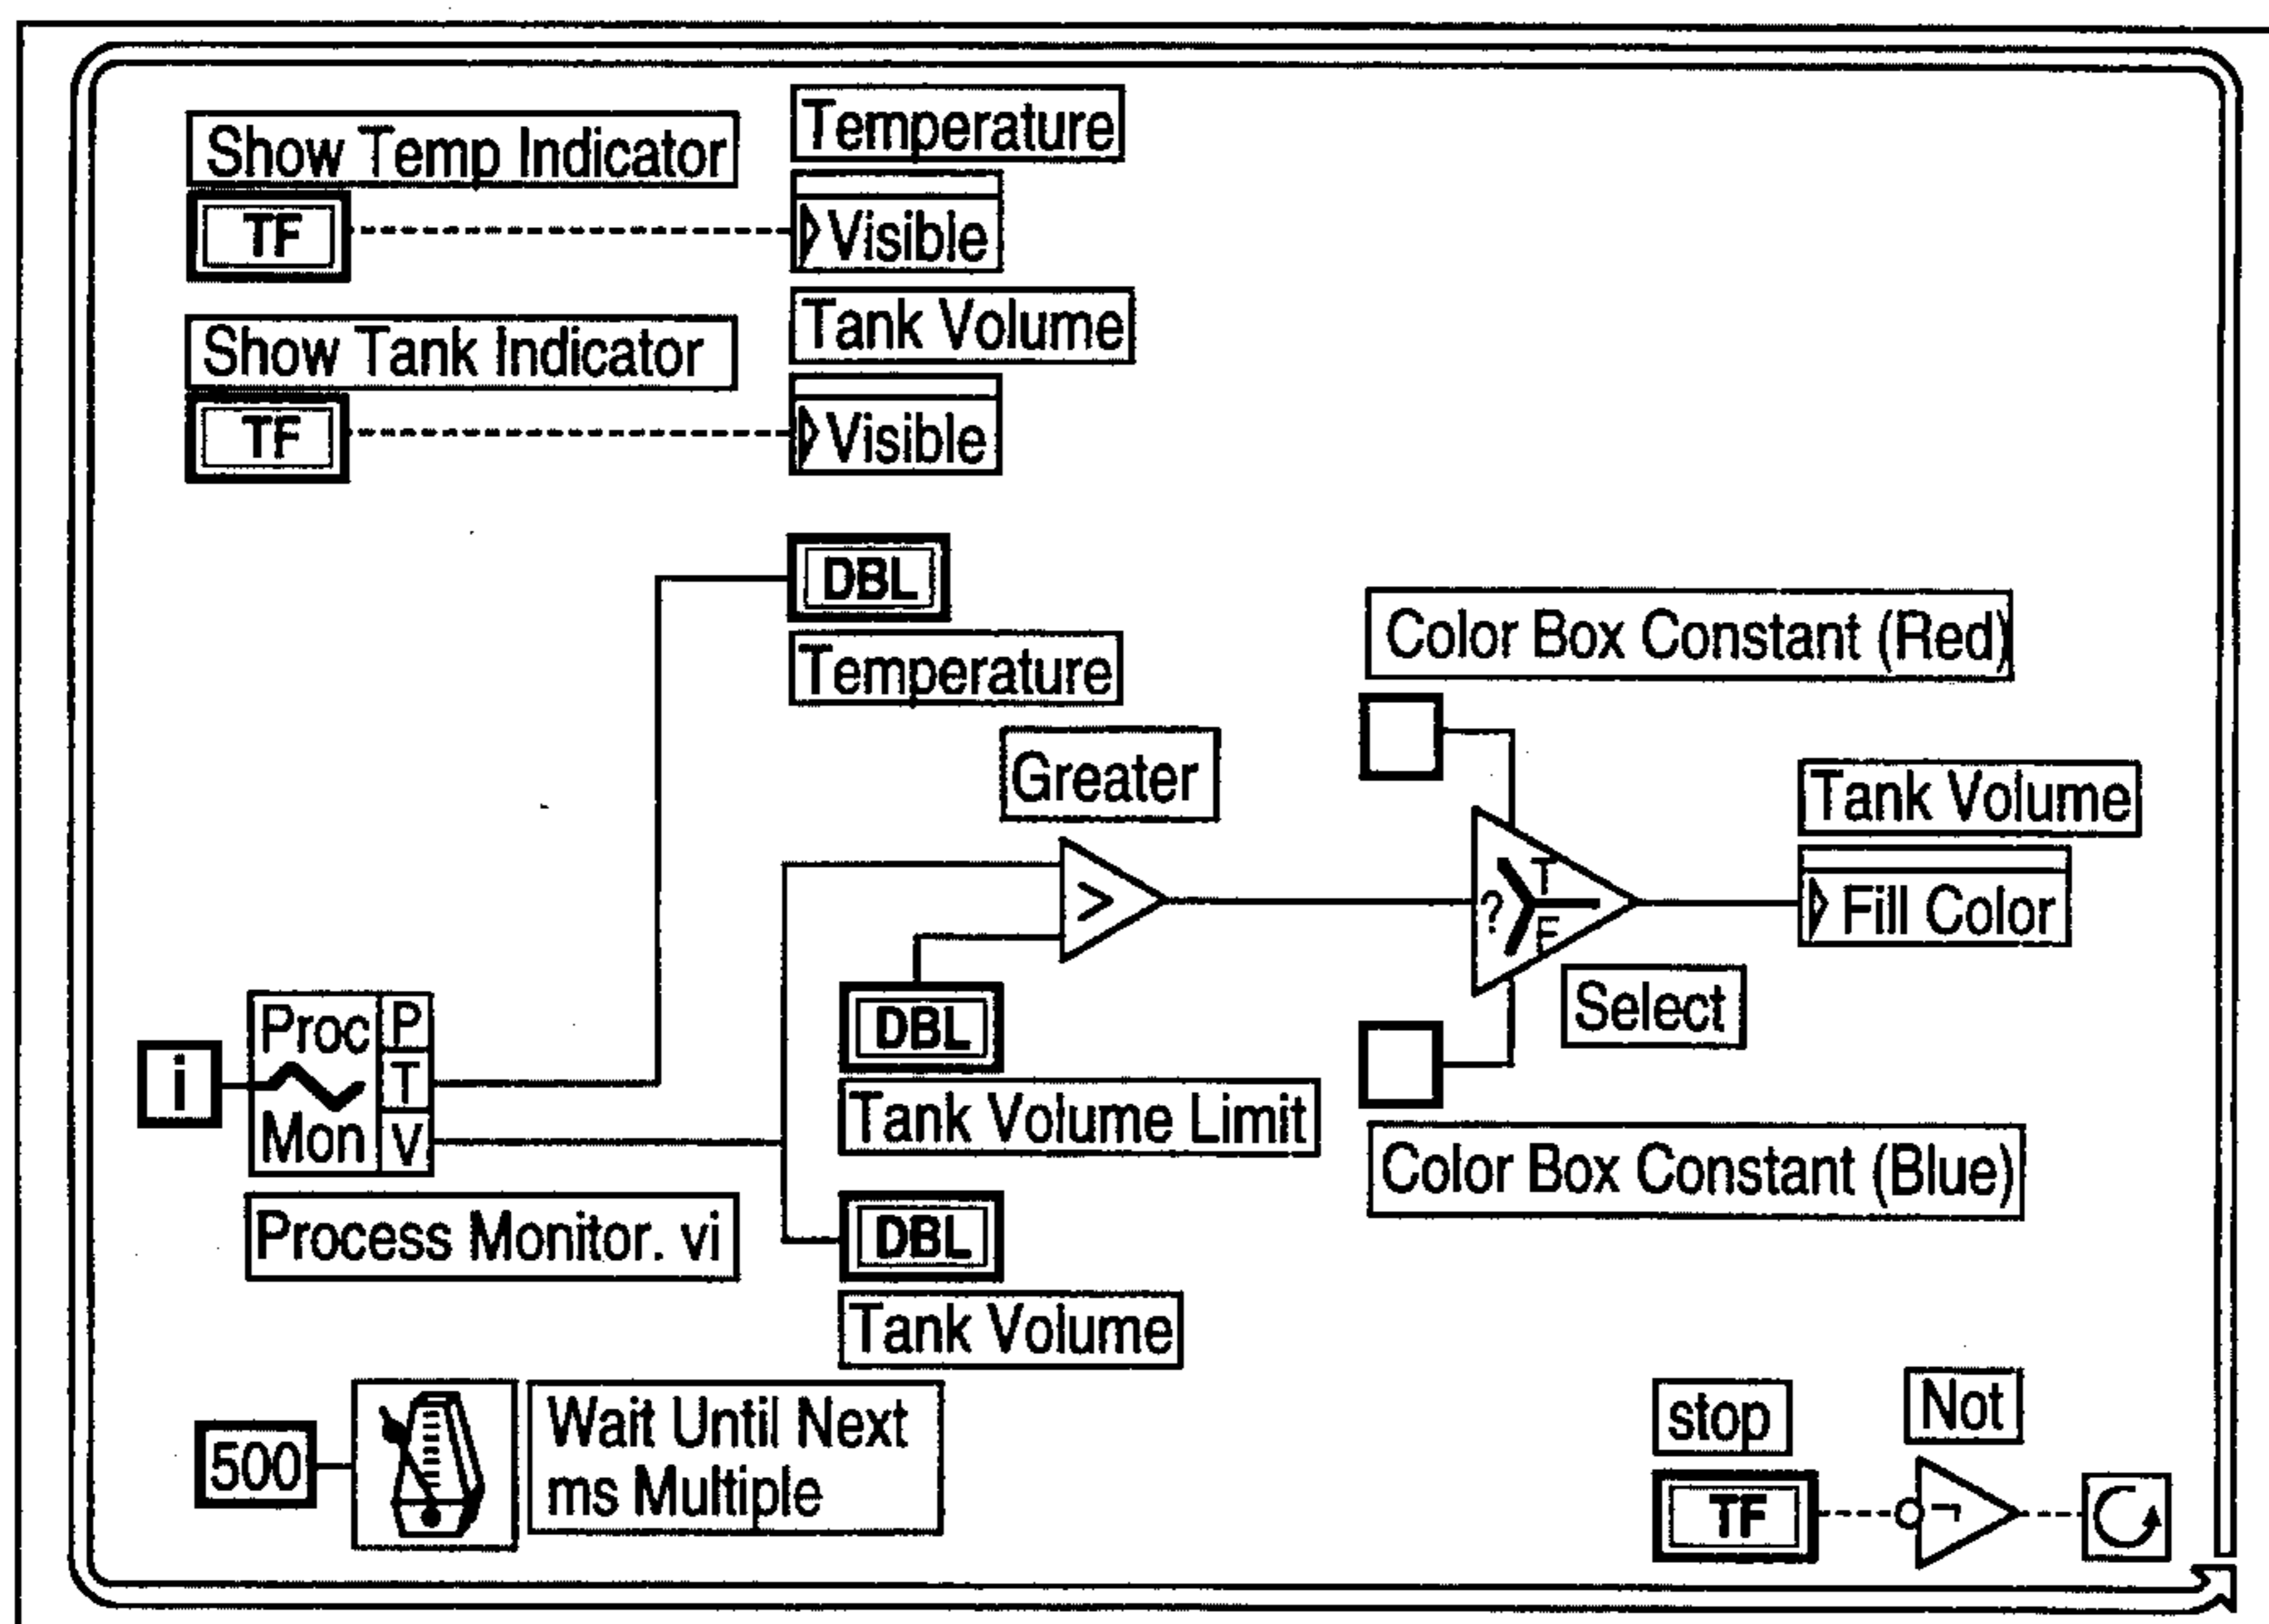 Show Temp Indicator
TF
Temperature
Visible
Show Tank Indicator
TF
Tank Volume
Visible
DBL
Temperature
Greater
>
Color Box Constant (Red)
? T
F
Select
Tank Volume
Fill Color
i
Proc P
T
Mon V
Process Monitor. vi
DBL
Tank Volume Limit
DBL
Tank Volume
Color Box Constant (Blue)
500
Wait Until Next
ms Multiple
stop
TF
Not
¬